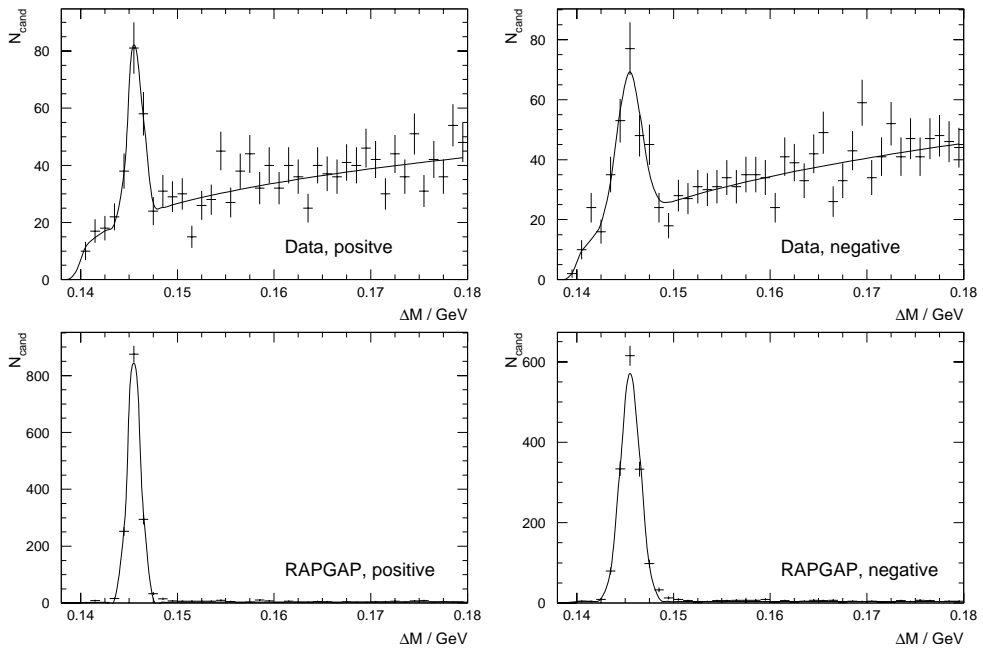 N_cand
80
60
40
20
0
Data, positve
0.14 0.15 0.16 0.17 0.18
ΔM / GeV
N_cand
80
60
40
20
0
Data, negative
0.14 0.15 0.16 0.17 0.18
ΔM / GeV
N_cand
800
600
400
200
0
RAPGAP, positive
0.14 0.15 0.16 0.17 0.18
ΔM / GeV
N_cand
600
400
200
0
RAPGAP, negative
0.14 0.15 0.16 0.17 0.18
ΔM / GeV